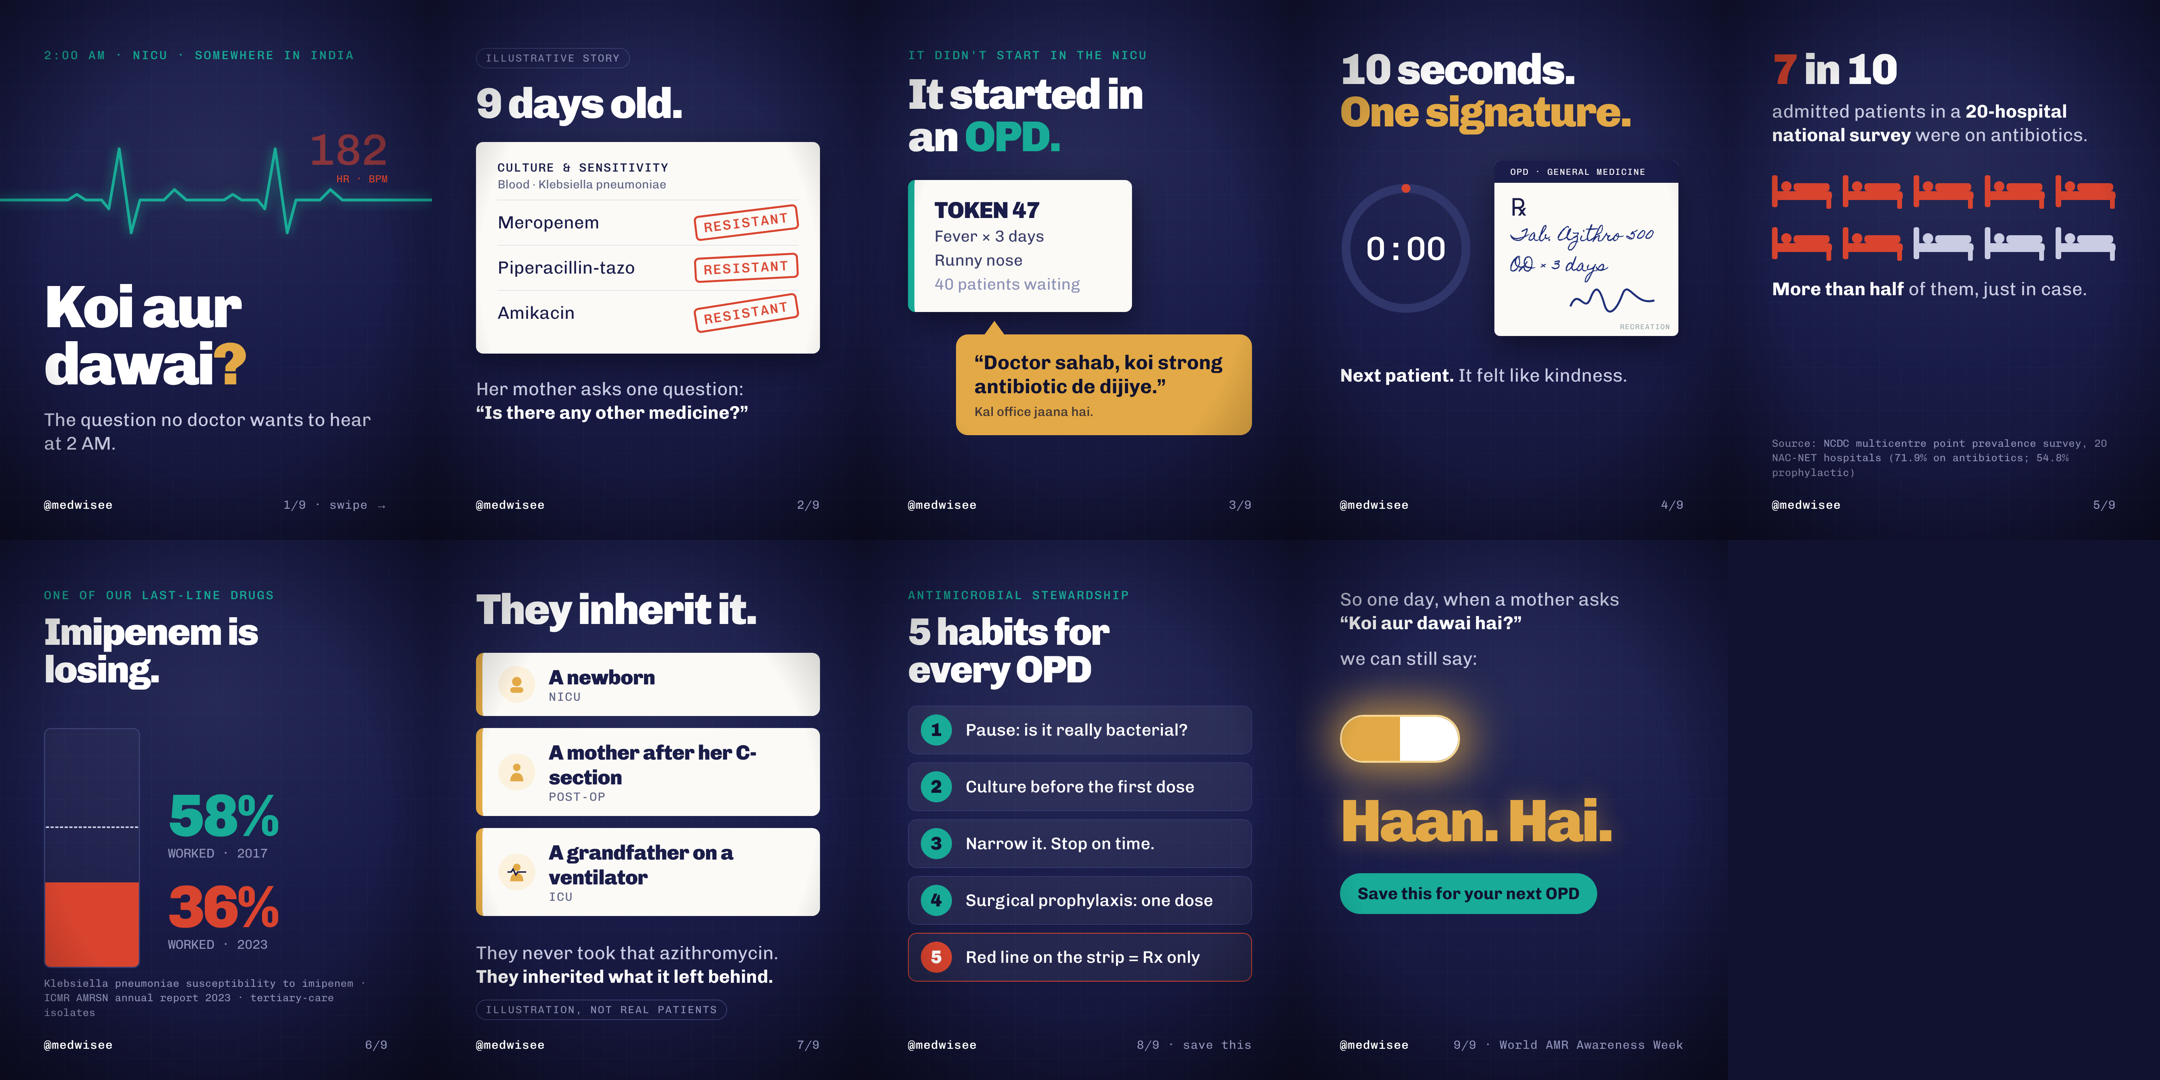 2:00 AM · NICU · SOMEWHERE IN INDIA
182
HR · BPM
Koi aur
dawai?
The question no doctor wants to hear
at 2 AM.
@medwisee
1/9 · swipe →
ILLUSTRATIVE STORY
9 days old.
CULTURE & SENSITIVITY
Blood · Klebsiella pneumoniae
Meropenem
RESISTANT
Piperacillin-tazo
RESISTANT
Amikacin
RESISTANT
Her mother asks one question:
“Is there any other medicine?”
@medwisee
2/9
IT DIDN'T START IN THE NICU
It started in
an OPD.
TOKEN 47
Fever × 3 days
Runny nose
40 patients waiting
“Doctor sahab, koi strong
antibiotic de dijiye.”
Kal office jaana hai.
@medwisee
3/9
10 seconds.
One signature.
0:00
OPD · GENERAL MEDICINE
℞
Tab. Azithro 500
OD × 3 days
RECREATION
Next patient. It felt like kindness.
@medwisee
4/9
7 in 10
admitted patients in a 20-hospital
national survey were on antibiotics.
More than half of them, just in case.
Source: NCDC multicentre point prevalence survey, 20
NAC-NET hospitals (71.9% on antibiotics; 54.8%
prophylactic)
@medwisee
5/9
ONE OF OUR LAST-LINE DRUGS
Imipenem is
losing.
58%
WORKED · 2017
36%
WORKED · 2023
Klebsiella pneumoniae susceptibility to imipenem ·
ICMR AMRSN annual report 2023 · tertiary-care
isolates
@medwisee
6/9
They inherit it.
A newborn
NICU
A mother after her C-
section
POST-OP
A grandfather on a
ventilator
ICU
They never took that azithromycin.
They inherited what it left behind.
ILLUSTRATION, NOT REAL PATIENTS
@medwisee
7/9
ANTIMICROBIAL STEWARDSHIP
5 habits for
every OPD
1 Pause: is it really bacterial?
2 Culture before the first dose
3 Narrow it. Stop on time.
4 Surgical prophylaxis: one dose
5 Red line on the strip = Rx only
@medwisee
8/9 · save this
So one day, when a mother asks
“Koi aur dawai hai?”
we can still say:
Haan. Hai.
Save this for your next OPD
@medwisee
9/9 · World AMR Awareness Week